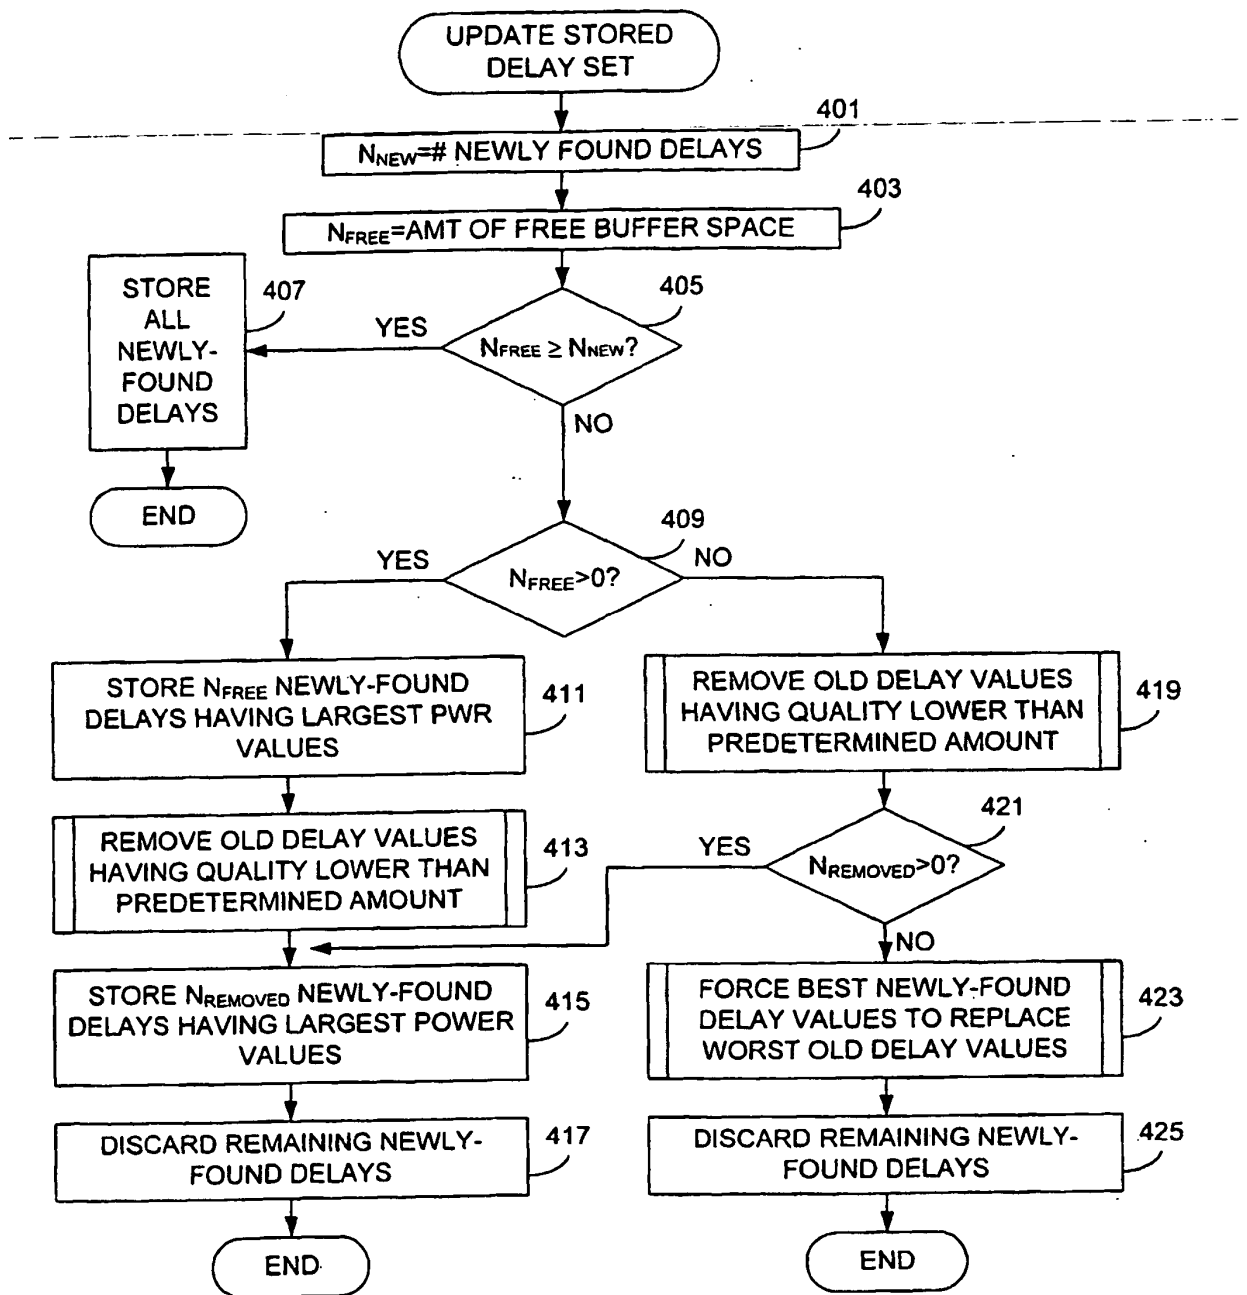 UPDATE STORED
DELAY SET
401
NNEW=# NEWLY FOUND DELAYS
403
NFREE=AMT OF FREE BUFFER SPACE
STORE
ALL
NEWLY-
FOUND
DELAYS
407
YES
405
NFREE ≥ NNEW?
NO
END
409
YES
NFREE>0?
NO
STORE NFREE NEWLY-FOUND
DELAYS HAVING LARGEST PWR
VALUES
411
REMOVE OLD DELAY VALUES
HAVING QUALITY LOWER THAN
PREDETERMINED AMOUNT
419
REMOVE OLD DELAY VALUES
HAVING QUALITY LOWER THAN
PREDETERMINED AMOUNT
413
YES
421
NREMOVED>0?
NO
STORE NREMOVED NEWLY-FOUND
DELAYS HAVING LARGEST POWER
VALUES
415
FORCE BEST NEWLY-FOUND
DELAY VALUES TO REPLACE
WORST OLD DELAY VALUES
423
DISCARD REMAINING NEWLY-
FOUND DELAYS
417
DISCARD REMAINING NEWLY-
FOUND DELAYS
425
END
END